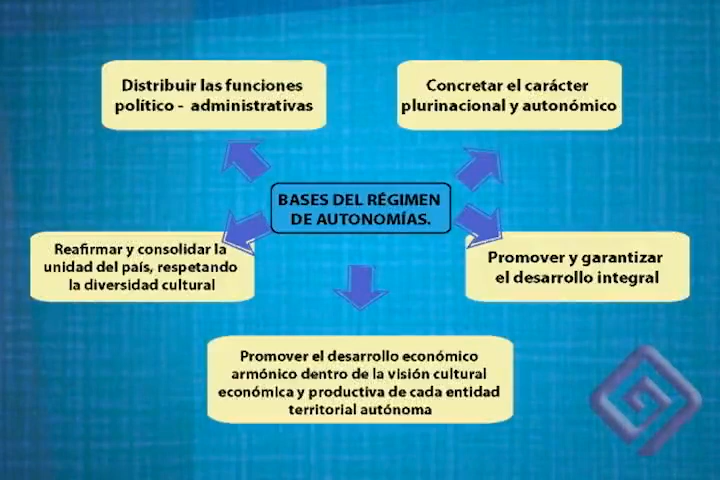 Distribuir las funciones
político - administrativas
Concretar el carácter
plurinacional y autonómico
BASES DEL RÉGIMEN
DE AUTONOMÍAS.
Reafirmar y consolidar la
unidad del país, respetando
la diversidad cultural
Promover y garantizar
el desarrollo integral
Promover el desarrollo económico
armónico dentro de la visión cultural
económica y productiva de cada entidad
territorial autónoma